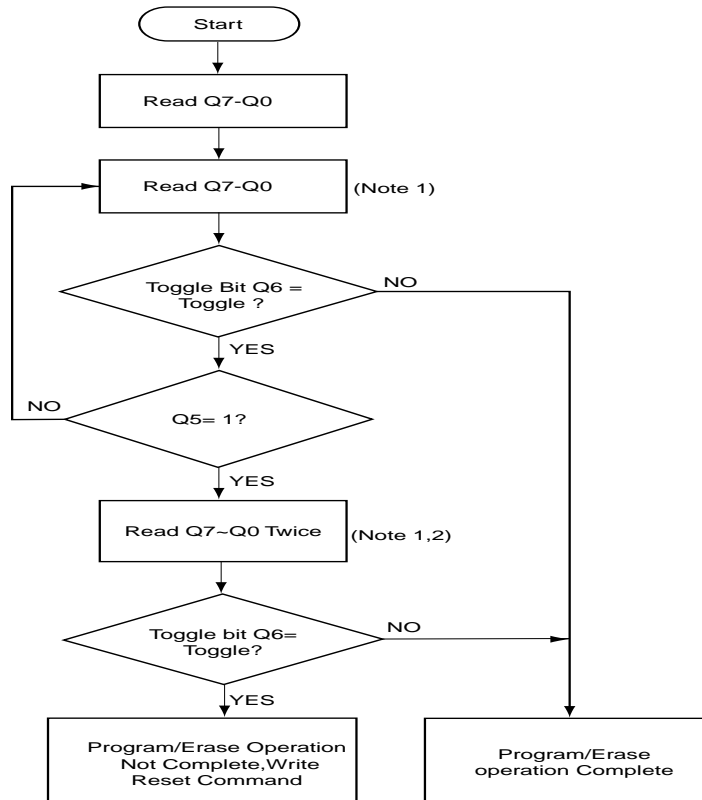 Start
Read Q7-Q0
Read Q7-Q0
(Note 1)
Toggle Bit Q6 =
Toggle ?
NO
YES
Q5= 1?
NO
YES
Read Q7~Q0 Twice
(Note 1,2)
Toggle bit Q6=
Toggle?
NO
YES
Program/Erase Operation
Not Complete,Write
Reset Command
Program/Erase
operation Complete